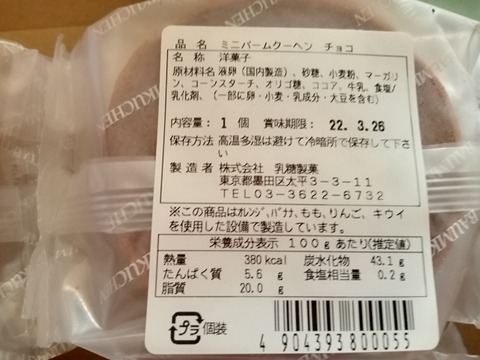 品 名 ミニバームクーヘン チョコ
名 称 洋菓子
原材料名 液卵(国内製造)、砂糖、小麦粉、マーガリ
ン、コーンスターチ、オリゴ糖、ココア、牛乳、食塩/
乳化剤、(一部に卵・小麦・乳成分・大豆を含む)
内容量: 1 個 賞味期限: 22. 3.26
保存方法 高温多湿は避けて冷暗所で保存して下さ
い
製 造 者 株式会社 乳糖製菓
東京都墨田区太平3-3-11
TEL03-3622-6732
※この商品はオレンジ、バナナ、もも、りんご、キウイ
を使用した設備で製造しています。
栄養成分表示 100gあたり(推定値)
熱量 380 kcal 炭水化物 43.1 g
たんぱく質 5.6 g 食塩相当量 0.2 g
脂質 20.0 g
プラ 個装
4 904393 800055
BAUMKUCHEN